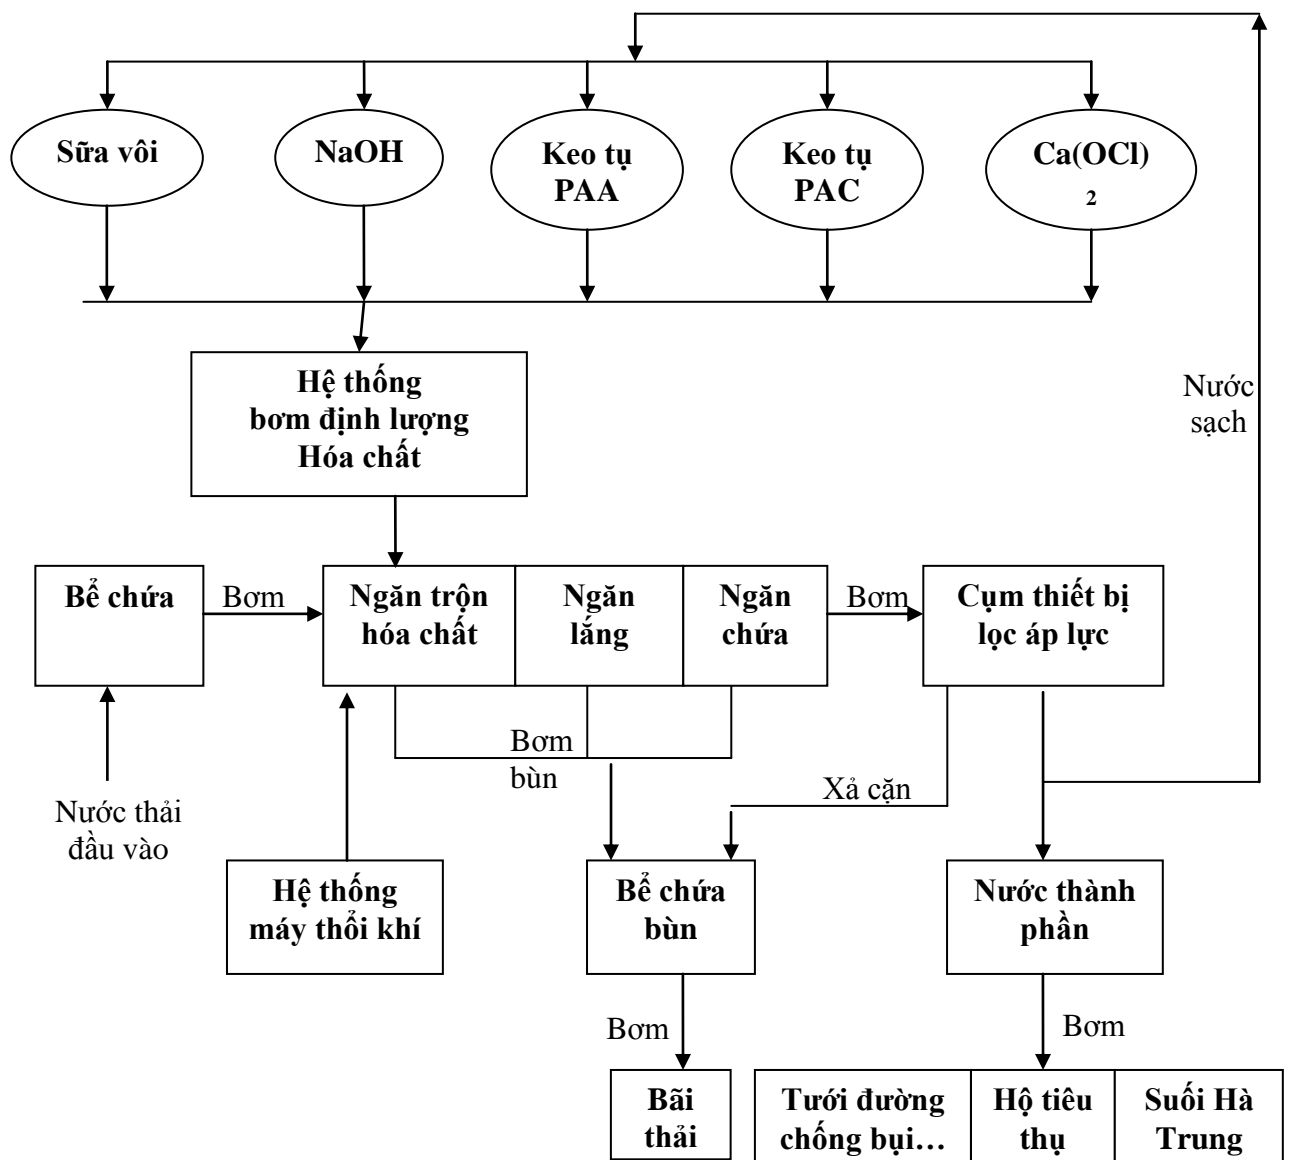 Sữa vôi
NaOH
Keo tụ
PAA
Keo tụ
PAC
Ca(OCl)
2
Hệ thống
bơm định lượng
Hóa chất
Nước
sạch
Bể chứa
Bơm
Ngăn trộn
hóa chất
Ngăn
lắng
Ngăn
chứa
Bơm
Cụm thiết bị
lọc áp lực
Bơm
bùn
Xả cặn
Nước thải
đầu vào
Hệ thống
máy thổi khí
Bể chứa
bùn
Nước thành
phần
Bơm
Bơm
Bãi
thải
Tưới đường
chống bụi…
Hộ tiêu
thụ
Suối Hà
Trung